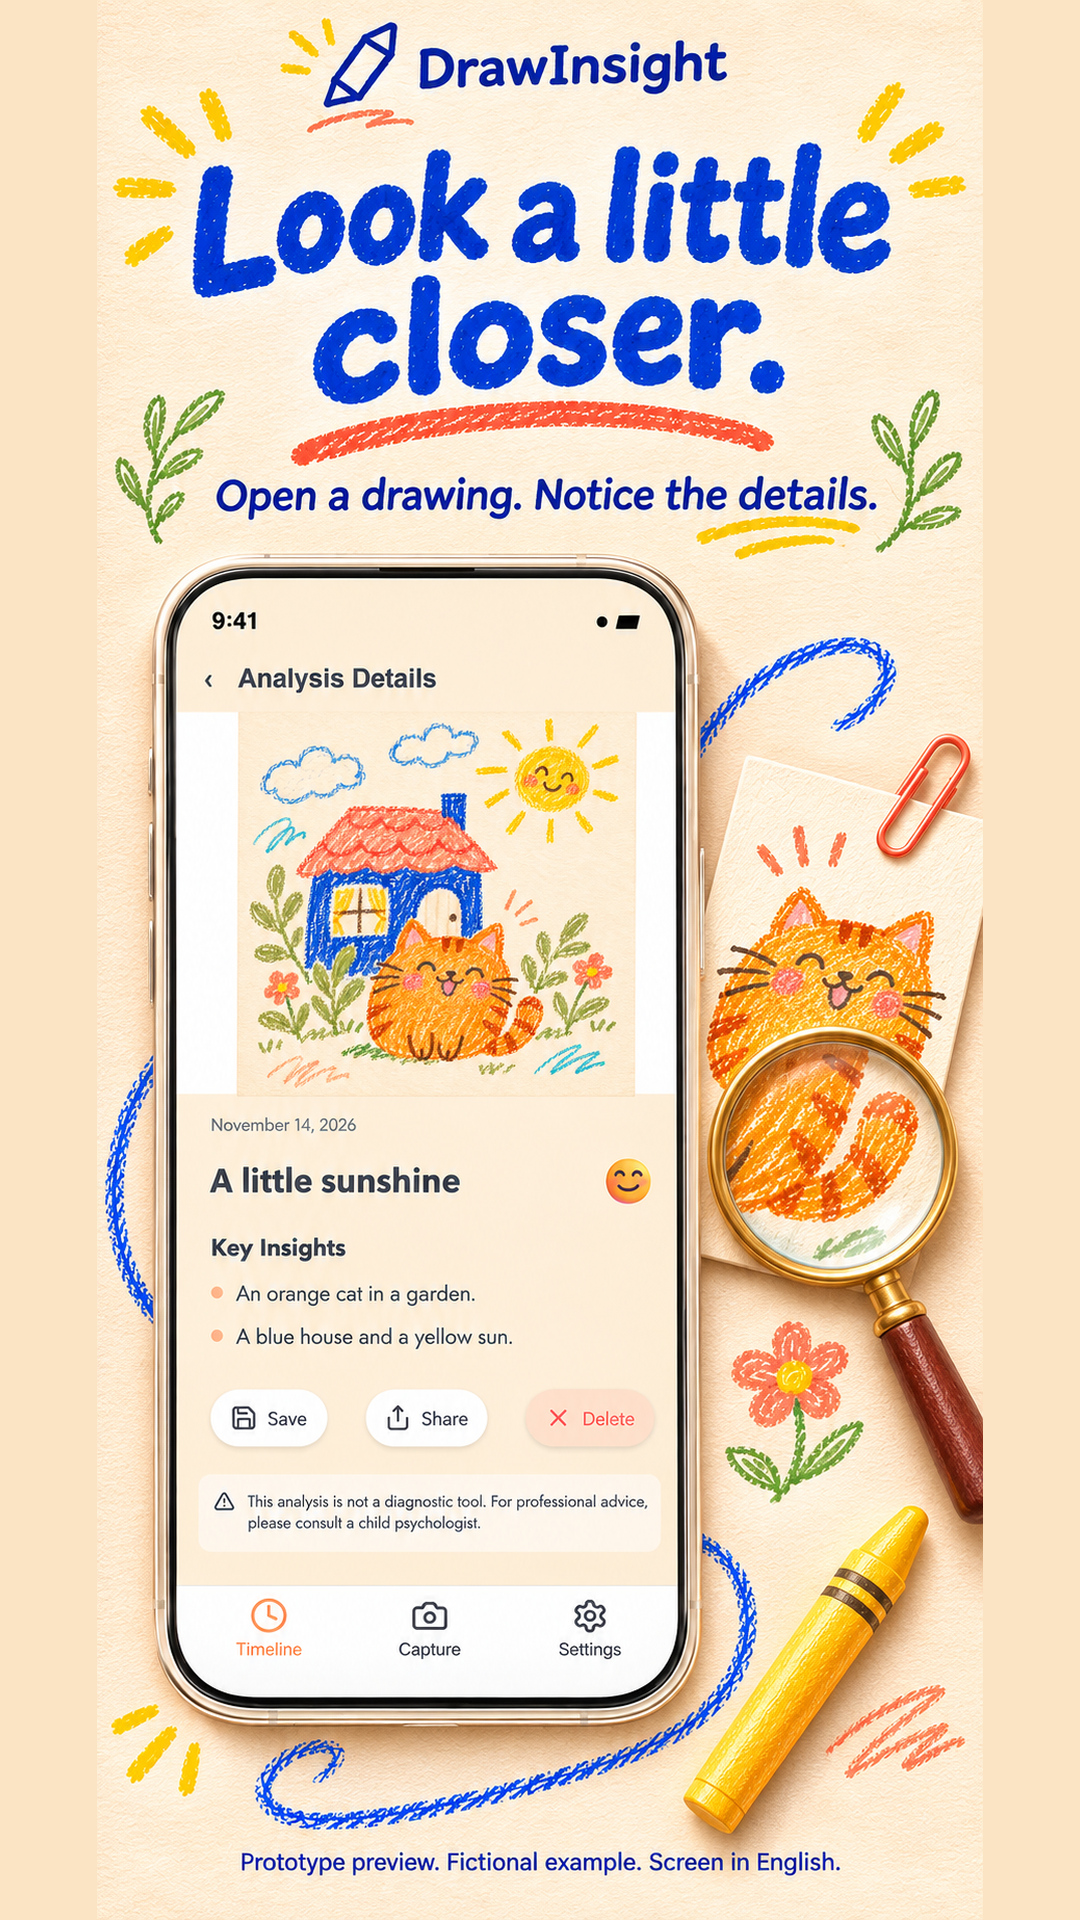 DrawInsight
Look a little
closer.
Open a drawing. Notice the details.
9:41
Analysis Details
November 14, 2026
A little sunshine
Key Insights
An orange cat in a garden.
A blue house and a yellow sun.
Save
Share
Delete
This analysis is not a diagnostic tool. For professional advice,
please consult a child psychologist.
Timeline
Capture
Settings
Prototype preview. Fictional example. Screen in English.